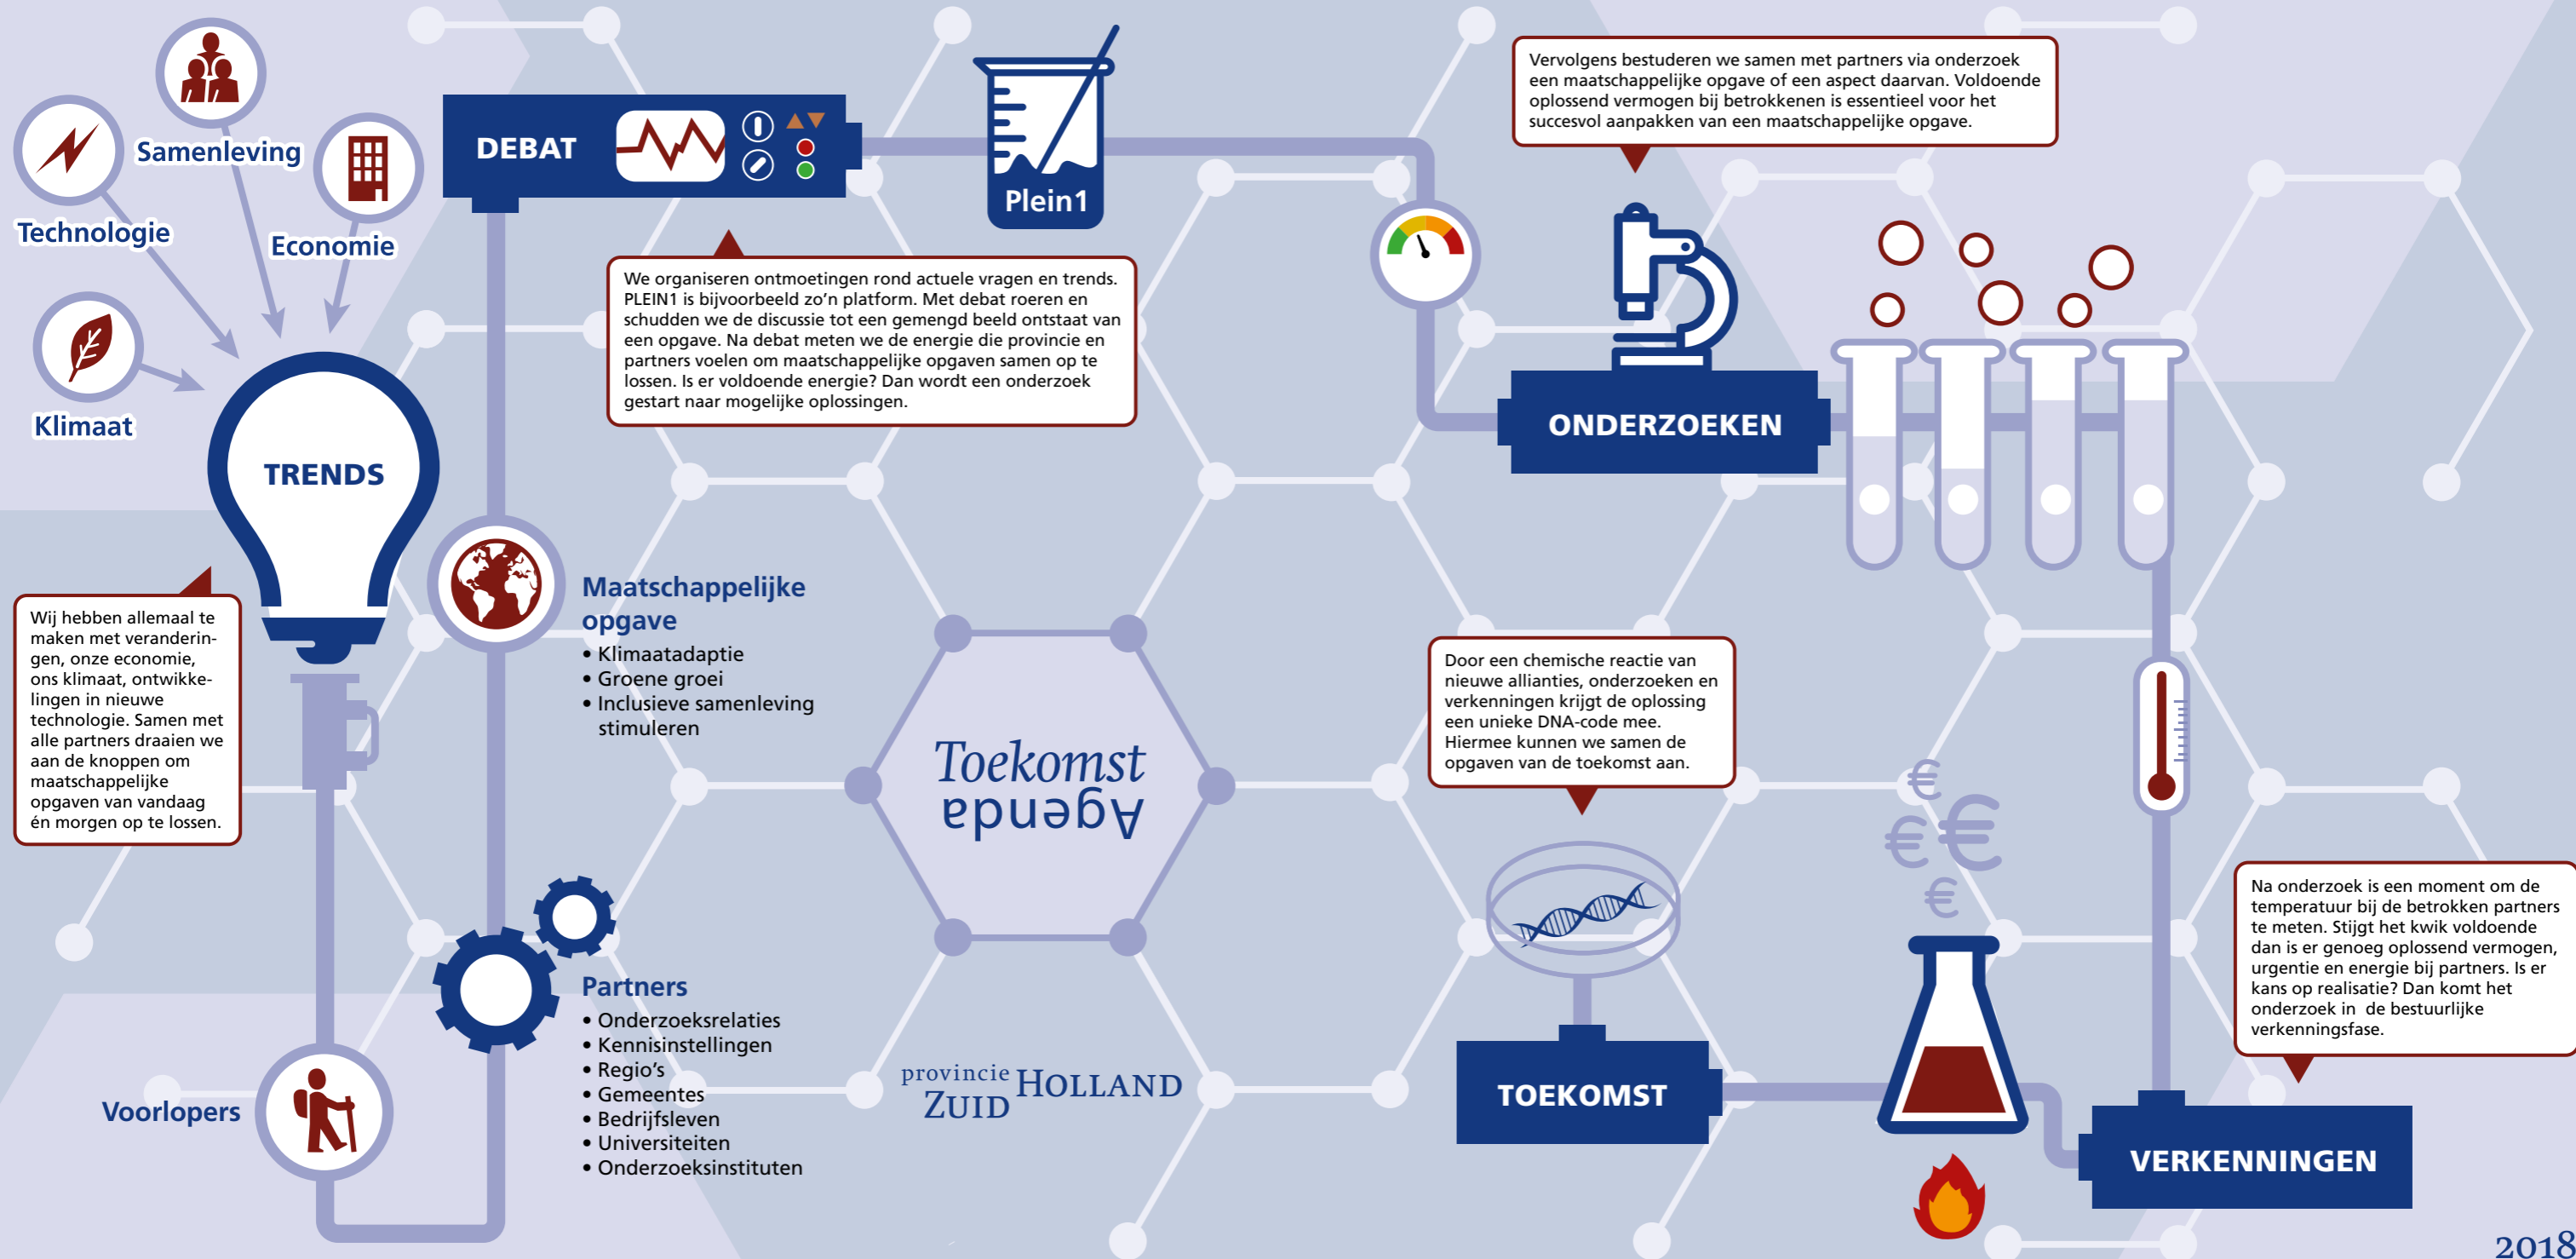 Samenleving
Technologie
Economie
Klimaat
TRENDS
Wij hebben allemaal te
maken met veranderin-
gen, onze economie,
ons klimaat, ontwikke-
lingen in nieuwe
technologie. Samen met
alle partners draaien we
aan de knoppen om
maatschappelijke
opgaven van vandaag
én morgen op te lossen.
Voorlopers
Partners
• Onderzoeksrelaties
• Kennisinstellingen
• Regio's
• Gemeentes
• Bedrijfsleven
• Universiteiten
• Onderzoeksinstituten
Maatschappelijke
opgave
• Klimaatadaptie
• Groene groei
• Inclusieve samenleving
stimuleren
DEBAT
Plein1
We organiseren ontmoetingen rond actuele vragen en trends.
PLEIN1 is bijvoorbeeld zo'n platform. Met debat roeren en
schudden we de discussie tot een gemengd beeld ontstaat van
een opgave. Na debat meten we de energie die provincie en
partners voelen om maatschappelijke opgaven samen op te
lossen. Is er voldoende energie? Dan wordt een onderzoek
gestart naar mogelijke oplossingen.
Vervolgens bestuderen we samen met partners via onderzoek
een maatschappelijke opgave of een aspect daarvan. Voldoende
oplossend vermogen bij betrokkenen is essentieel voor het
succesvol aanpakken van een maatschappelijke opgave.
ONDERZOEKEN
Na onderzoek is een moment om de
temperatuur bij de betrokken partners
te meten. Stijgt het kwik voldoende
dan is er genoeg oplossend vermogen,
urgentie en energie bij partners. Is er
kans op realisatie? Dan komt het
onderzoek in de bestuurlijke
verkenningsfase.
VERKENNINGEN
€
€ €
€
Door een chemische reactie van
nieuwe allianties, onderzoeken en
verkenningen krijgt de oplossing
een unieke DNA-code mee.
Hiermee kunnen we samen de
opgaven van de toekomst aan.
TOEKOMST
Toekomst
Agenda
provincie HOLLAND
ZUID
2018